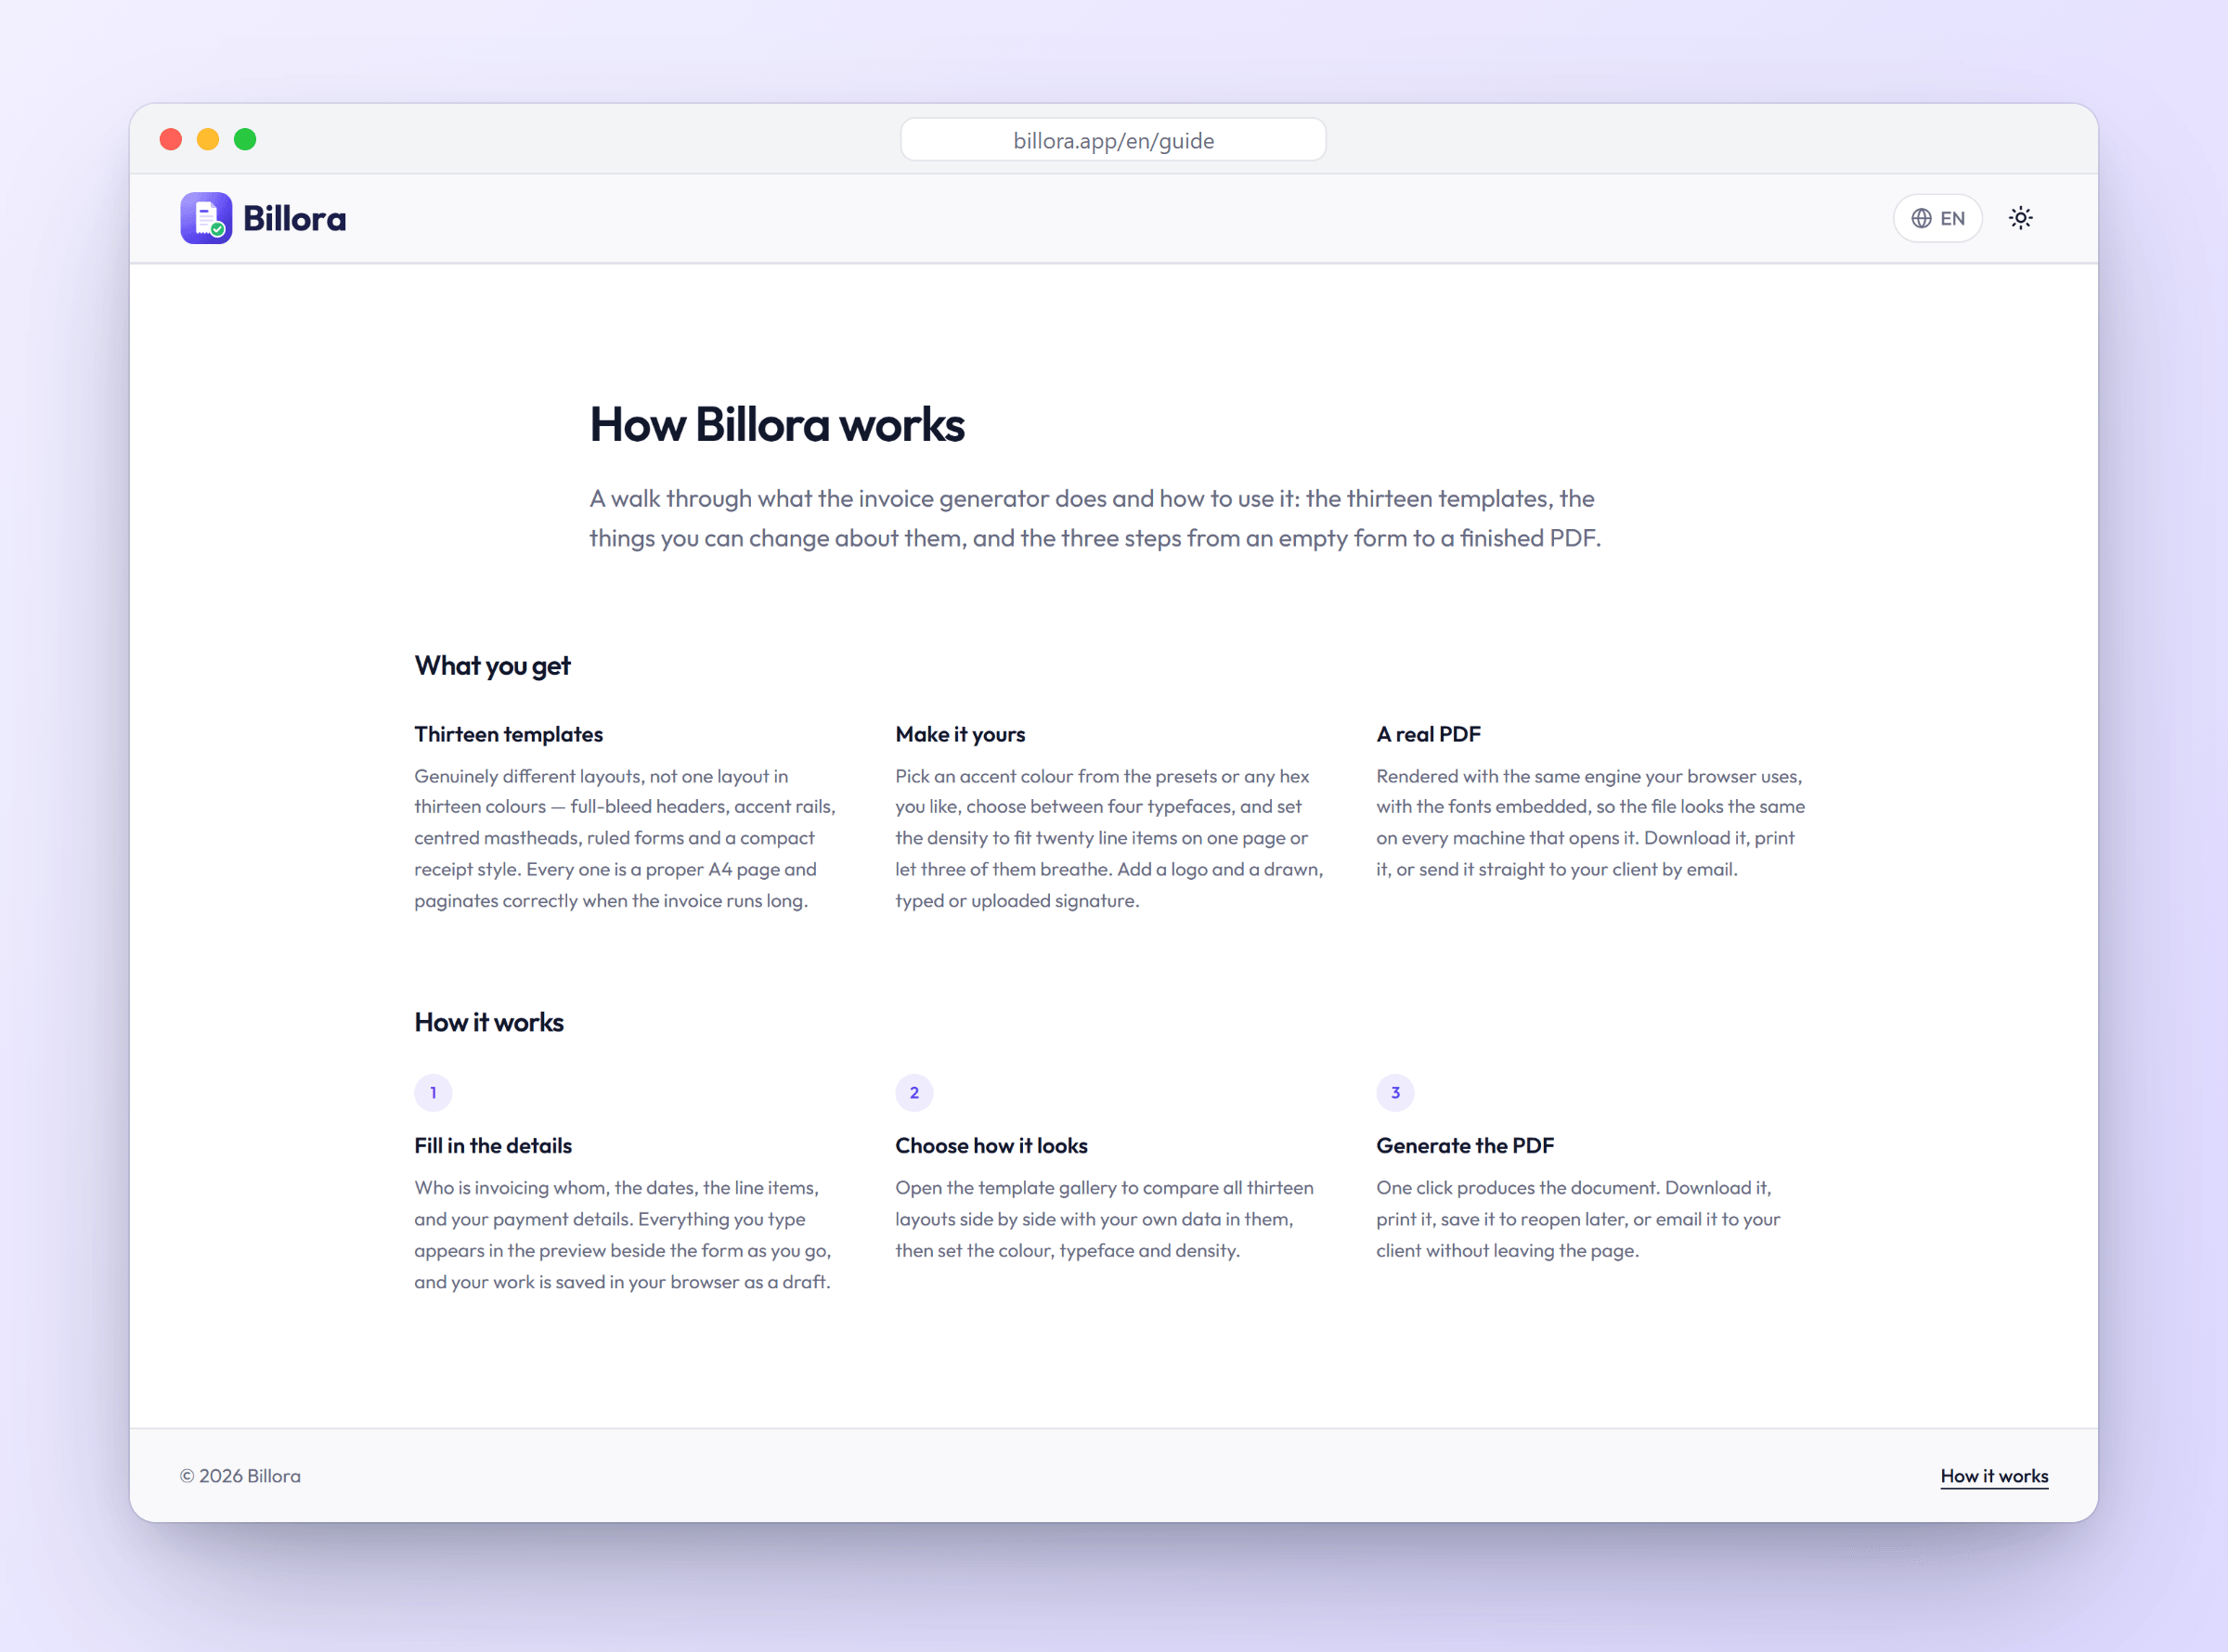 billora.app/en/guide
Billora
EN
How Billora works
A walk through what the invoice generator does and how to use it: the thirteen templates, the
things you can change about them, and the three steps from an empty form to a finished PDF.
What you get
Thirteen templates
Genuinely different layouts, not one layout in
thirteen colours — full-bleed headers, accent rails,
centred mastheads, ruled forms and a compact
receipt style. Every one is a proper A4 page and
paginates correctly when the invoice runs long.
Make it yours
Pick an accent colour from the presets or any hex
you like, choose between four typefaces, and set
the density to fit twenty line items on one page or
let three of them breathe. Add a logo and a drawn,
typed or uploaded signature.
A real PDF
Rendered with the same engine your browser uses,
with the fonts embedded, so the file looks the same
on every machine that opens it. Download it, print
it, or send it straight to your client by email.
How it works
1
Fill in the details
Who is invoicing whom, the dates, the line items,
and your payment details. Everything you type
appears in the preview beside the form as you go,
and your work is saved in your browser as a draft.
2
Choose how it looks
Open the template gallery to compare all thirteen
layouts side by side with your own data in them,
then set the colour, typeface and density.
3
Generate the PDF
One click produces the document. Download it,
print it, save it to reopen later, or email it to your
client without leaving the page.
© 2026 Billora
How it works